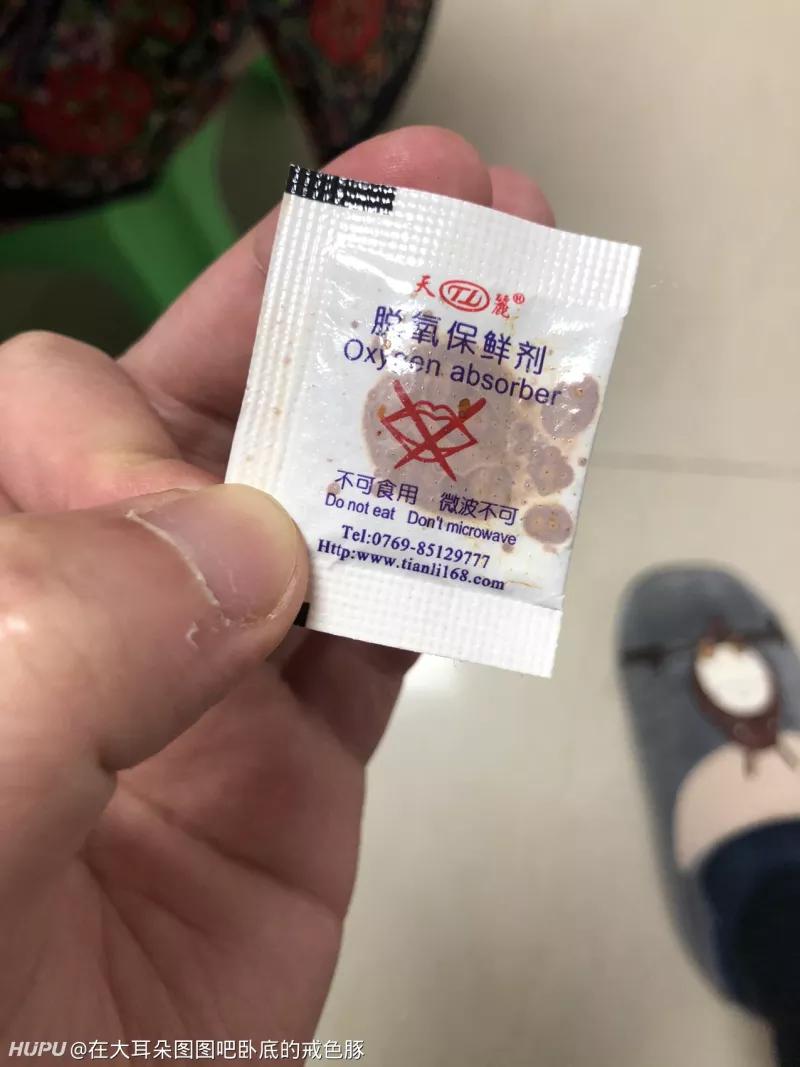 天 TL 麗®
脱氧保鲜剂
Oxygen absorber
不可食用 微波不可
Do not eat Don't microwave
Tel:0769-85129777
Http:www.tianli168.com
HUPU @在大耳朵图图吧卧底的戒色豚